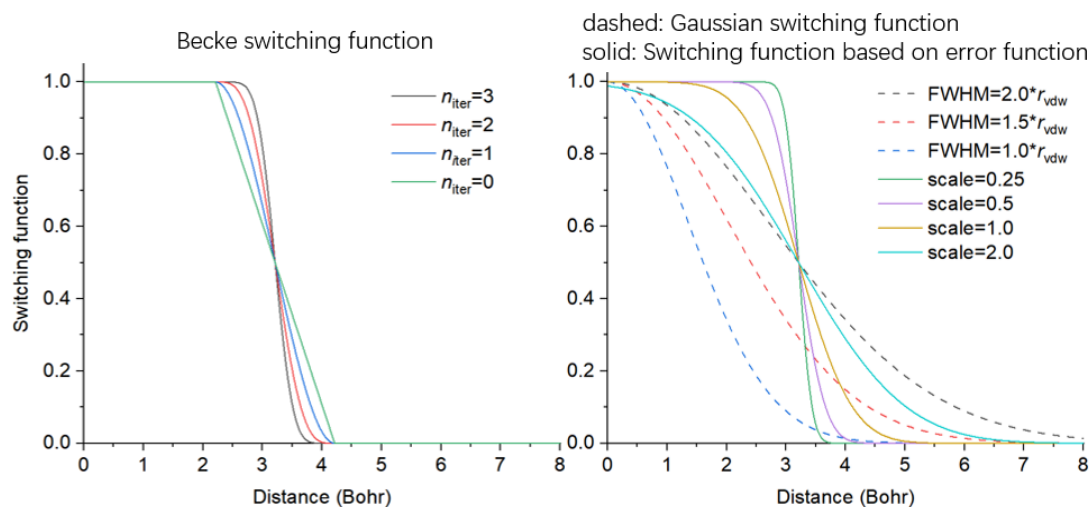 Becke switching function
dashed: Gaussian switching function
solid: Switching function based on error function
Switching function
1.0
0.8
0.6
0.4
0.2
0.0
n_iter=3
n_iter=2
n_iter=1
n_iter=0
0 1 2 3 4 5 6 7 8
Distance (Bohr)
1.0
0.8
0.6
0.4
0.2
0.0
FWHM=2.0*r_vdw
FWHM=1.5*r_vdw
FWHM=1.0*r_vdw
scale=0.25
scale=0.5
scale=1.0
scale=2.0
0 1 2 3 4 5 6 7 8
Distance (Bohr)